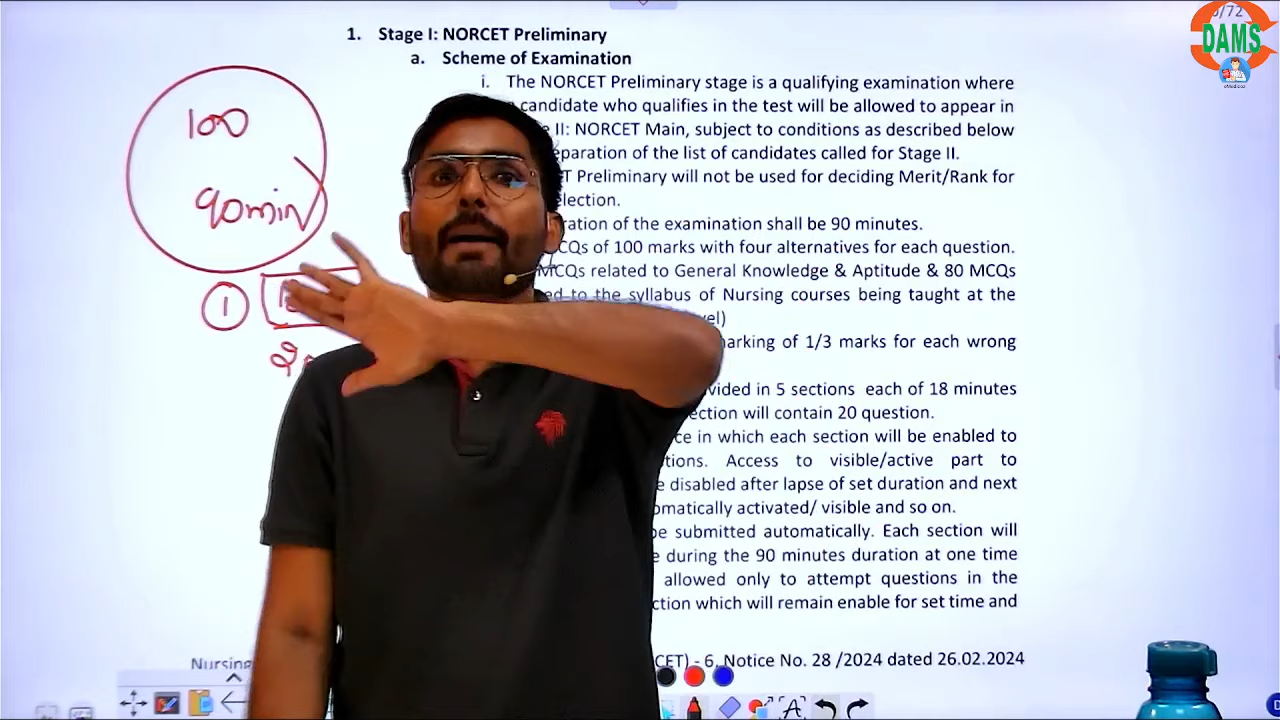 /72
DAMS
eMedicoz
1. Stage I: NORCET Preliminary
a. Scheme of Examination
i. The NORCET Preliminary stage is a qualifying examination where
candidate who qualifies in the test will be allowed to appear in
II: NORCET Main, subject to conditions as described below
eparation of the list of candidates called for Stage II.
T Preliminary will not be used for deciding Merit/Rank for
election.
ration of the examination shall be 90 minutes.
CQs of 100 marks with four alternatives for each question.
MCQs related to General Knowledge & Aptitude & 80 MCQs
ed to the syllabus of Nursing courses being taught at the
vel)
arking of 1/3 marks for each wrong
vided in 5 sections each of 18 minutes
ection will contain 20 question.
ce in which each section will be enabled to
tions. Access to visible/active part to
e disabled after lapse of set duration and next
omatically activated/ visible and so on.
be submitted automatically. Each section will
e during the 90 minutes duration at one time
allowed only to attempt questions in the
ction which will remain enable for set time and
100
90min
1
Nursing
CET) - 6, Notice No. 28 /2024 dated 26.02.2024